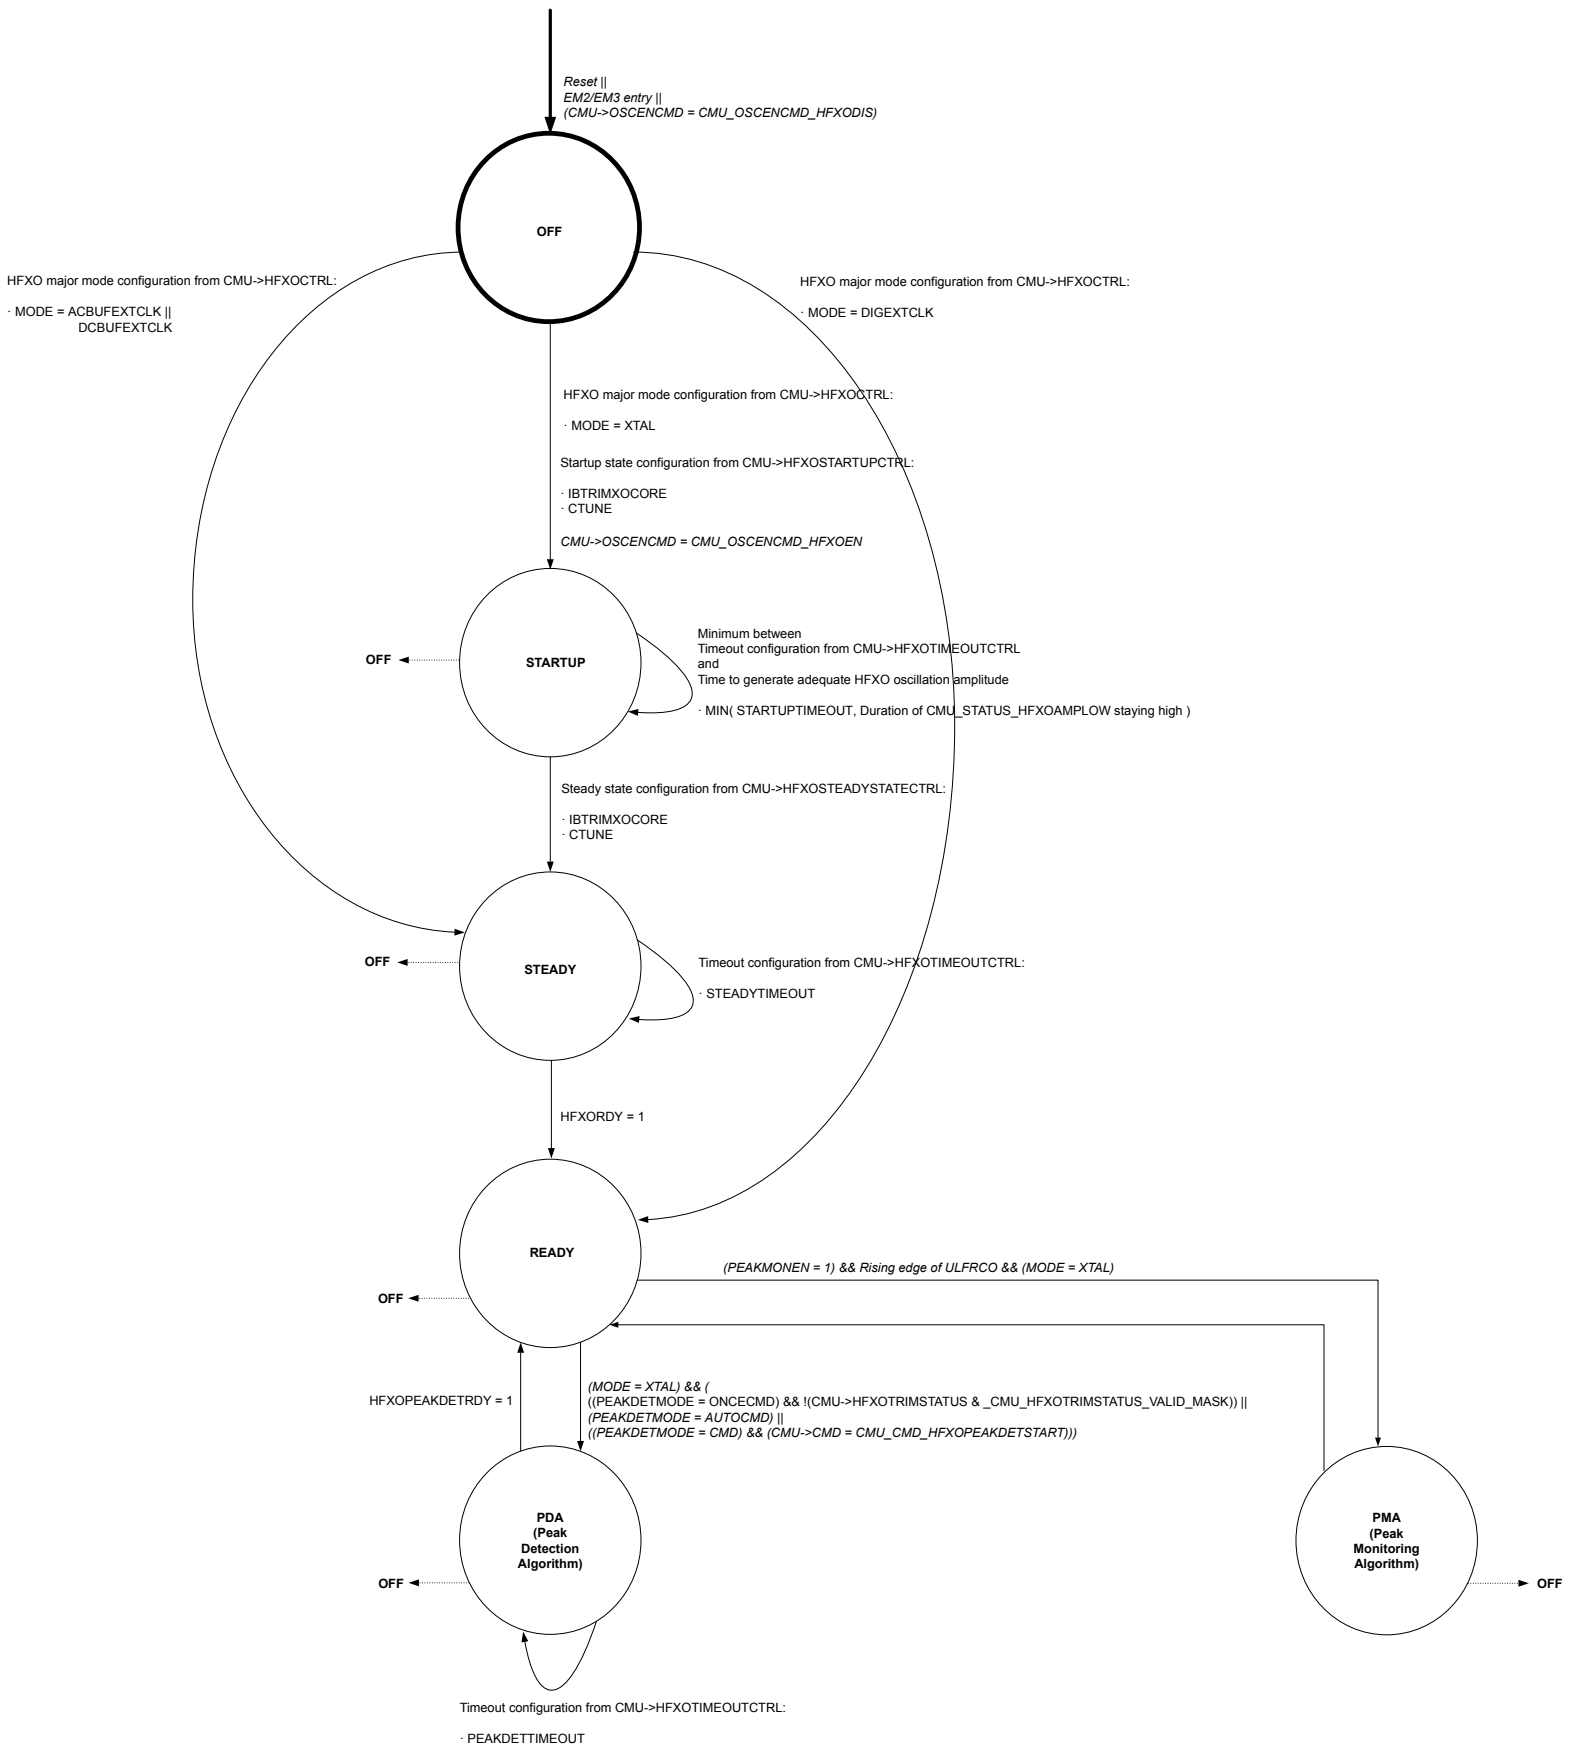 Reset ||
EM2/EM3 entry ||
(CMU->OSCENCMD = CMU_OSCENCMD_HFXODIS)
OFF
HFXO major mode configuration from CMU->HFXOCTRL:
· MODE = ACBUFEXTCLK ||
DCBUFEXTCLK
HFXO major mode configuration from CMU->HFXOCTRL:
· MODE = DIGEXTCLK
HFXO major mode configuration from CMU->HFXOCTRL:
· MODE = XTAL
Startup state configuration from CMU->HFXOSTARTUPCTRL:
· IBTRIMXOCORE
· CTUNE
CMU->OSCENCMD = CMU_OSCENCMD_HFXOEN
OFF
STARTUP
Minimum between
Timeout configuration from CMU->HFXOTIMEOUTCTRL
and
Time to generate adequate HFXO oscillation amplitude
· MIN( STARTUPTIMEOUT, Duration of CMU_STATUS_HFXOAMPLOW staying high )
Steady state configuration from CMU->HFXOSTEADYSTATECTRL:
· IBTRIMXOCORE
· CTUNE
OFF
STEADY
Timeout configuration from CMU->HFXOTIMEOUTCTRL:
· STEADYTIMEOUT
HFXORDY = 1
READY
(PEAKMONEN = 1) && Rising edge of ULFRCO && (MODE = XTAL)
OFF
HFXOPEAKDETRDY = 1
(MODE = XTAL) && (
((PEAKDETMODE = ONCECMD) && !(CMU->HFXOTRIMSTATUS & _CMU_HFXOTRIMSTATUS_VALID_MASK)) ||
(PEAKDETMODE = AUTOCMD) ||
((PEAKDETMODE = CMD) && (CMU->CMD = CMU_CMD_HFXOPEAKDETSTART)))
PDA
(Peak
Detection
Algorithm)
OFF
PMA
(Peak
Monitoring
Algorithm)
OFF
Timeout configuration from CMU->HFXOTIMEOUTCTRL:
· PEAKDETTIMEOUT